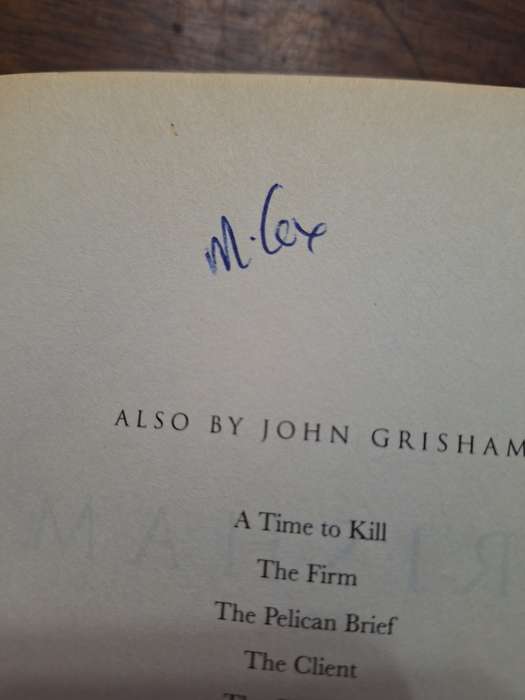 M. Cox
ALSO BY JOHN GRISHAM
A Time to Kill
The Firm
The Pelican Brief
The Client